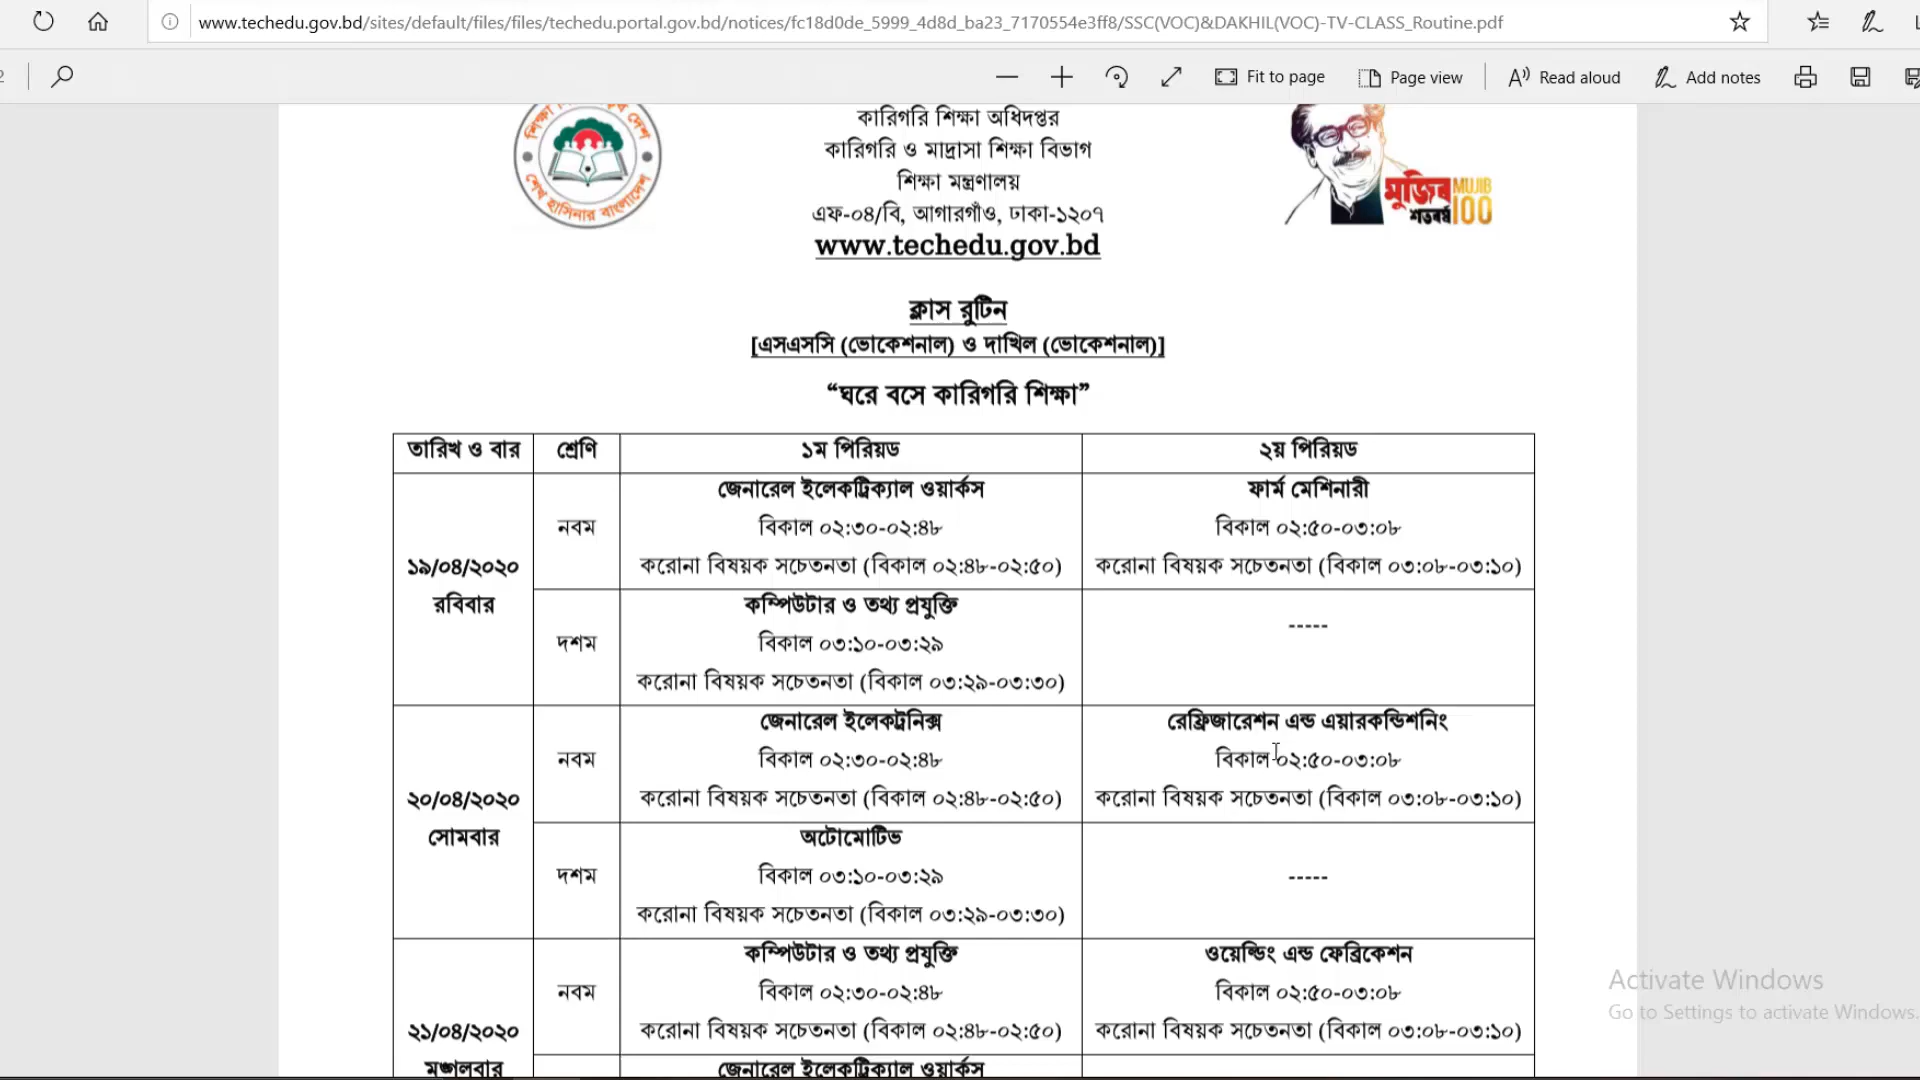 www.techedu.gov.bd/sites/default/files/files/techedu.portal.gov.bd/notices/fc18d0de_5999_4d8d_ba23_7170554e3ff8/SSC(VOC)&DAKHIL(VOC)-TV-CLASS_Routine.pdf
Fit to page
Page view
Read aloud
Add notes
শেখ হাসিনার বাংলাদেশ
কারিগরি শিক্ষা অধিদপ্তর
কারিগরি ও মাদ্রাসা শিক্ষা বিভাগ
শিক্ষা মন্ত্রণালয়
এফ-০৪/বি, আগারগাঁও, ঢাকা-১২০৭
www.techedu.gov.bd
মুজিব MUJIB
শতবর্ষ 100
ক্লাস রুটিন
[এসএসসি (ভোকেশনাল) ও দাখিল (ভোকেশনাল)]
“ঘরে বসে কারিগরি শিক্ষা”
তারিখ ও বার শ্রেণি ১ম পিরিয়ড ২য় পিরিয়ড
১৯/০৪/২০২০
রবিবার
নবম
জেনারেল ইলেকট্রিক্যাল ওয়ার্কস
বিকাল ০২:৩০-০২:৪৮
করোনা বিষয়ক সচেতনতা (বিকাল ০২:৪৮-০২:৫০)
ফার্ম মেশিনারী
বিকাল ০২:৫০-০৩:০৮
করোনা বিষয়ক সচেতনতা (বিকাল ০৩:০৮-০৩:১০)
দশম
কম্পিউটার ও তথ্য প্রযুক্তি
বিকাল ০৩:১০-০৩:২৯
করোনা বিষয়ক সচেতনতা (বিকাল ০৩:২৯-০৩:৩০)
-----
২০/০৪/২০২০
সোমবার
নবম
জেনারেল ইলেকট্রনিক্স
বিকাল ০২:৩০-০২:৪৮
করোনা বিষয়ক সচেতনতা (বিকাল ০২:৪৮-০২:৫০)
রেফ্রিজারেশন এন্ড এয়ারকন্ডিশনিং
বিকাল ০২:৫০-০৩:০৮
করোনা বিষয়ক সচেতনতা (বিকাল ০৩:০৮-০৩:১০)
দশম
অটোমোটিভ
বিকাল ০৩:১০-০৩:২৯
করোনা বিষয়ক সচেতনতা (বিকাল ০৩:২৯-০৩:৩০)
-----
২১/০৪/২০২০
মঙ্গলবার
নবম
কম্পিউটার ও তথ্য প্রযুক্তি
বিকাল ০২:৩০-০২:৪৮
করোনা বিষয়ক সচেতনতা (বিকাল ০২:৪৮-০২:৫০)
ওয়েল্ডিং এন্ড ফেব্রিকেশন
বিকাল ০২:৫০-০৩:০৮
করোনা বিষয়ক সচেতনতা (বিকাল ০৩:০৮-০৩:১০)
জেনারেল ইলেকট্রিক্যাল ওয়ার্কস
Activate Windows
Go to Settings to activate Windows.